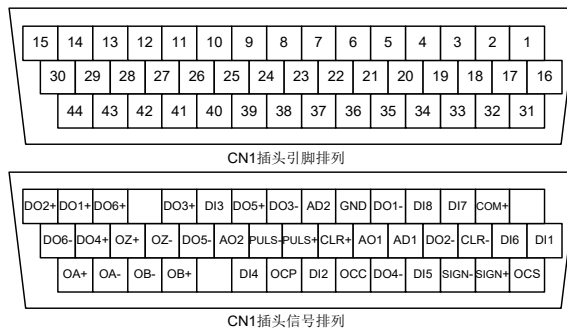 15 14 13 12 11 10 9 8 7 6 5 4 3 2 1
30 29 28 27 26 25 24 23 22 21 20 19 18 17 16
44 43 42 41 40 39 38 37 36 35 34 33 32 31
CN1插头引脚排列
DO2+ DO1+ DO6+ DO3+ DI3 DO5+ DO3- AD2 GND DO1- DI8 DI7 COM+
DO6- DO4+ OZ+ OZ- DO5- AO2 PULS- PULS+ CLR+ AO1 AD1 DO2- CLR- DI6 DI1
OA+ OA- OB- OB+ DI4 OCP DI2 OCC DO4- DI5 SIGN- SIGN+ OCS
CN1插头信号排列